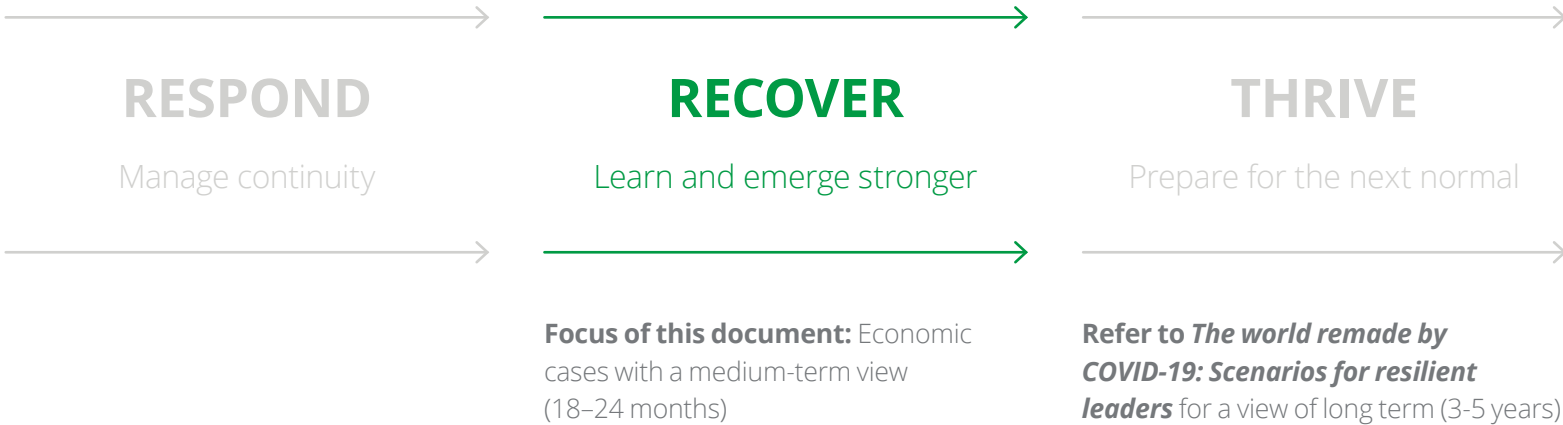 RESPOND
Manage continuity
RECOVER
Learn and emerge stronger
Focus of this document: Economic
cases with a medium-term view
(18–24 months)
THRIVE
Prepare for the next normal
Refer to The world remade by
COVID-19: Scenarios for resilient
leaders for a view of long term (3-5 years)